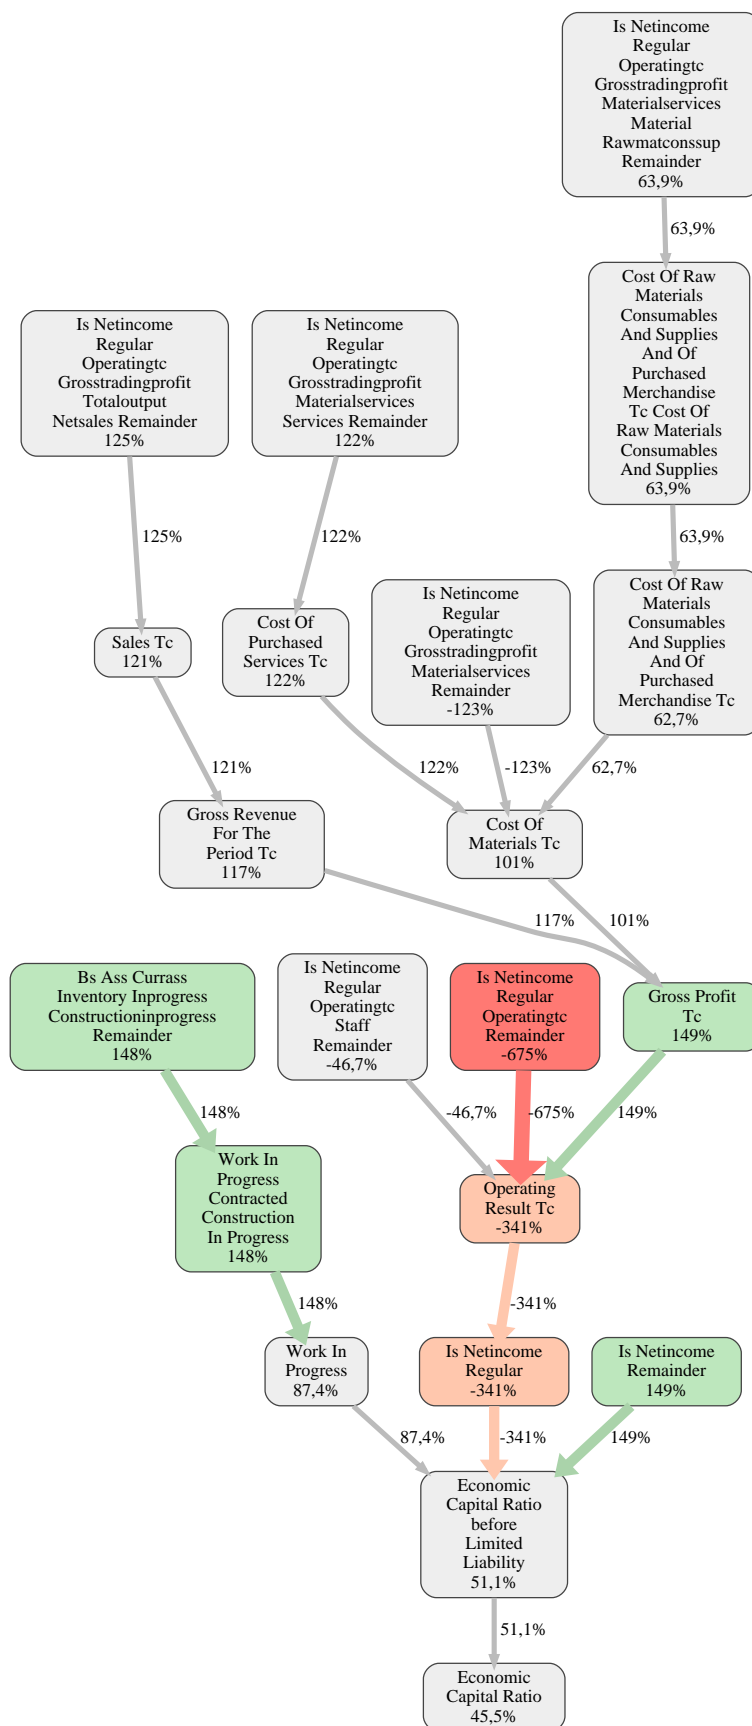 Is Netincome
Regular
Operatingtc
Grosstradingprofit
Materialservices
Material
Rawmatconssup
Remainder
63,9%
63,9%
Cost Of Raw
Materials
Consumables
And Supplies
And Of
Purchased
Merchandise
Tc Cost Of
Raw Materials
Consumables
And Supplies
63,9%
Is Netincome
Regular
Operatingtc
Grosstradingprofit
Totaloutput
Netsales Remainder
125%
Is Netincome
Regular
Operatingtc
Grosstradingprofit
Materialservices
Services Remainder
122%
125%
122%
63,9%
Sales Tc
121%
Cost Of
Purchased
Services Tc
122%
Is Netincome
Regular
Operatingtc
Grosstradingprofit
Materialservices
Remainder
-123%
Cost Of Raw
Materials
Consumables
And Supplies
And Of
Purchased
Merchandise Tc
62,7%
121%
122%
-123%
62,7%
Gross Revenue
For The
Period Tc
117%
Cost Of
Materials Tc
101%
117%
101%
Bs Ass Currass
Inventory Inprogress
Constructioninprogress
Remainder
148%
Is Netincome
Regular
Operatingtc
Staff
Remainder
-46,7%
Is Netincome
Regular
Operatingtc
Remainder
-675%
Gross Profit
Tc
149%
148%
-46,7%
-675%
149%
Work In
Progress
Contracted
Construction
In Progress
148%
Operating
Result Tc
-341%
148%
-341%
Work In
Progress
87,4%
Is Netincome
Regular
-341%
Is Netincome
Remainder
149%
87,4%
-341%
149%
Economic
Capital Ratio
before
Limited
Liability
51,1%
51,1%
Economic
Capital Ratio
45,5%